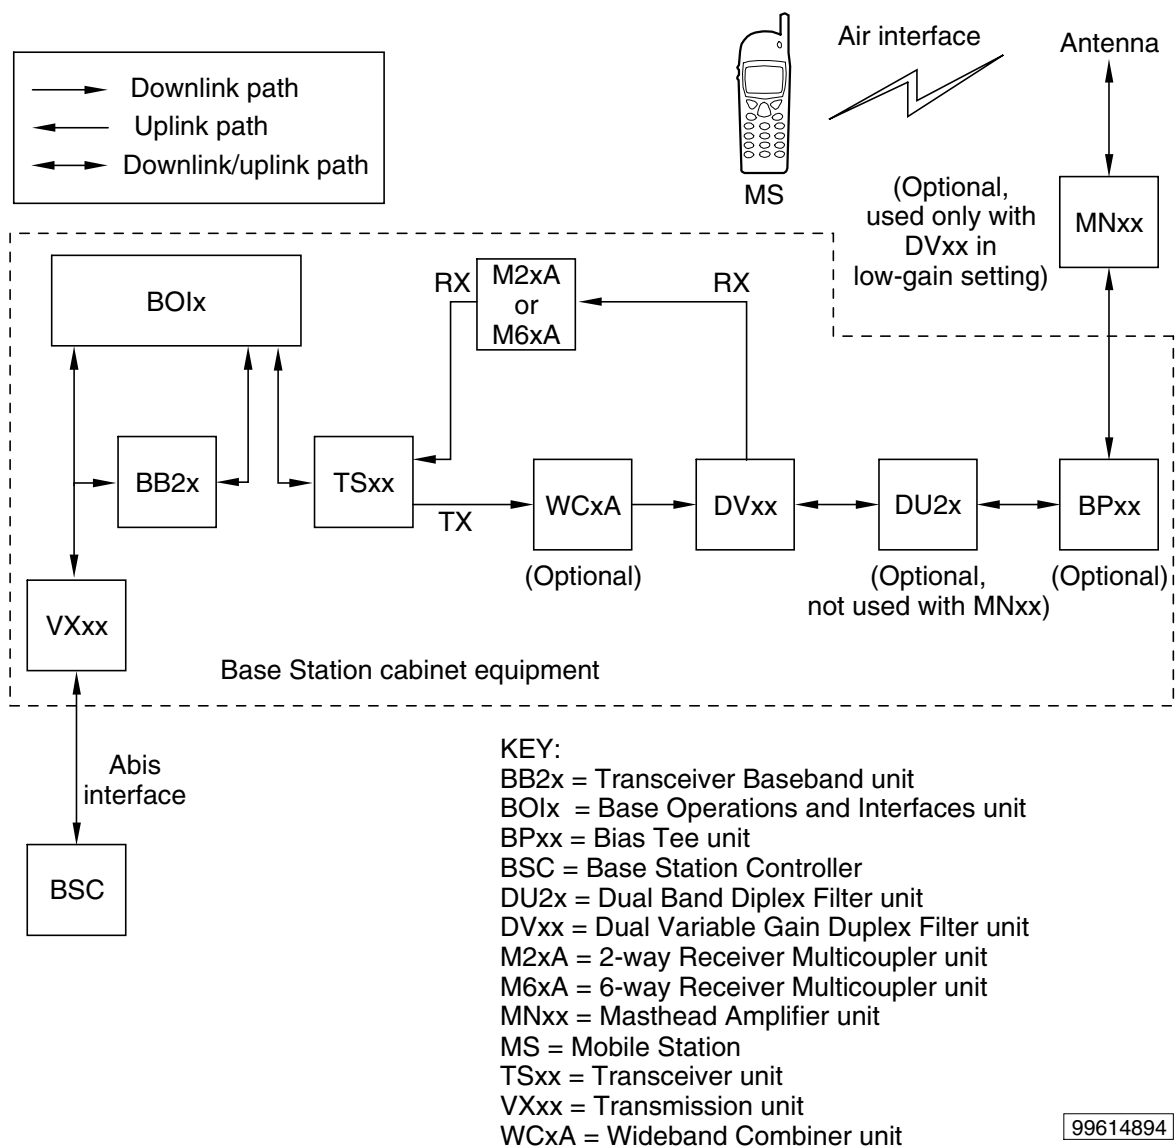 Downlink path
Uplink path
Downlink/uplink path
Air interface
Antenna
MS
(Optional,
used only with
DVxx in
low-gain setting)
MNxx
BOIx
RX
M2xA
or
M6xA
RX
BB2x
TSxx
TX
WCxA
(Optional)
DVxx
DU2x
(Optional,
not used with MNxx)
BPxx
(Optional)
VXxx
Base Station cabinet equipment
Abis
interface
BSC
KEY:
BB2x = Transceiver Baseband unit
BOIx = Base Operations and Interfaces unit
BPxx = Bias Tee unit
BSC = Base Station Controller
DU2x = Dual Band Diplex Filter unit
DVxx = Dual Variable Gain Duplex Filter unit
M2xA = 2-way Receiver Multicoupler unit
M6xA = 6-way Receiver Multicoupler unit
MNxx = Masthead Amplifier unit
MS = Mobile Station
TSxx = Transceiver unit
VXxx = Transmission unit
WCxA = Wideband Combiner unit
99614894